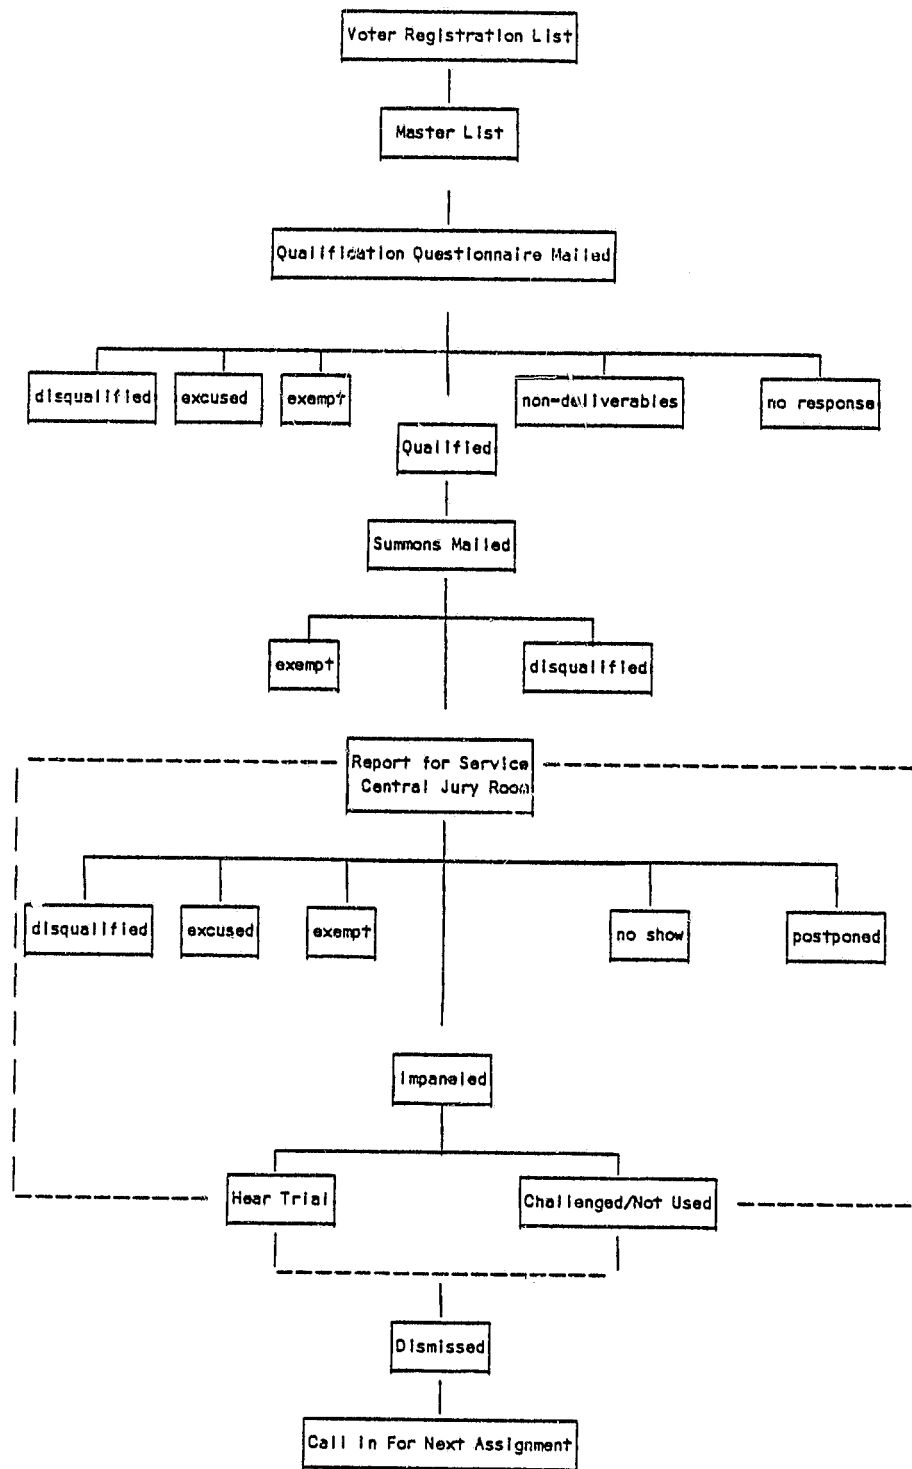 Voter Registration List
Master List
Qualification Questionnaire Mailed
disqualified
excused
exempt
non-deliverables
no response
Qualified
Summons Mailed
exempt
disqualified
Report for Service
Central Jury Room
disqualified
excused
exempt
no show
postponed
Impaneled
Hear Trial
Challenged/Not Used
Dismissed
Call In For Next Assignment